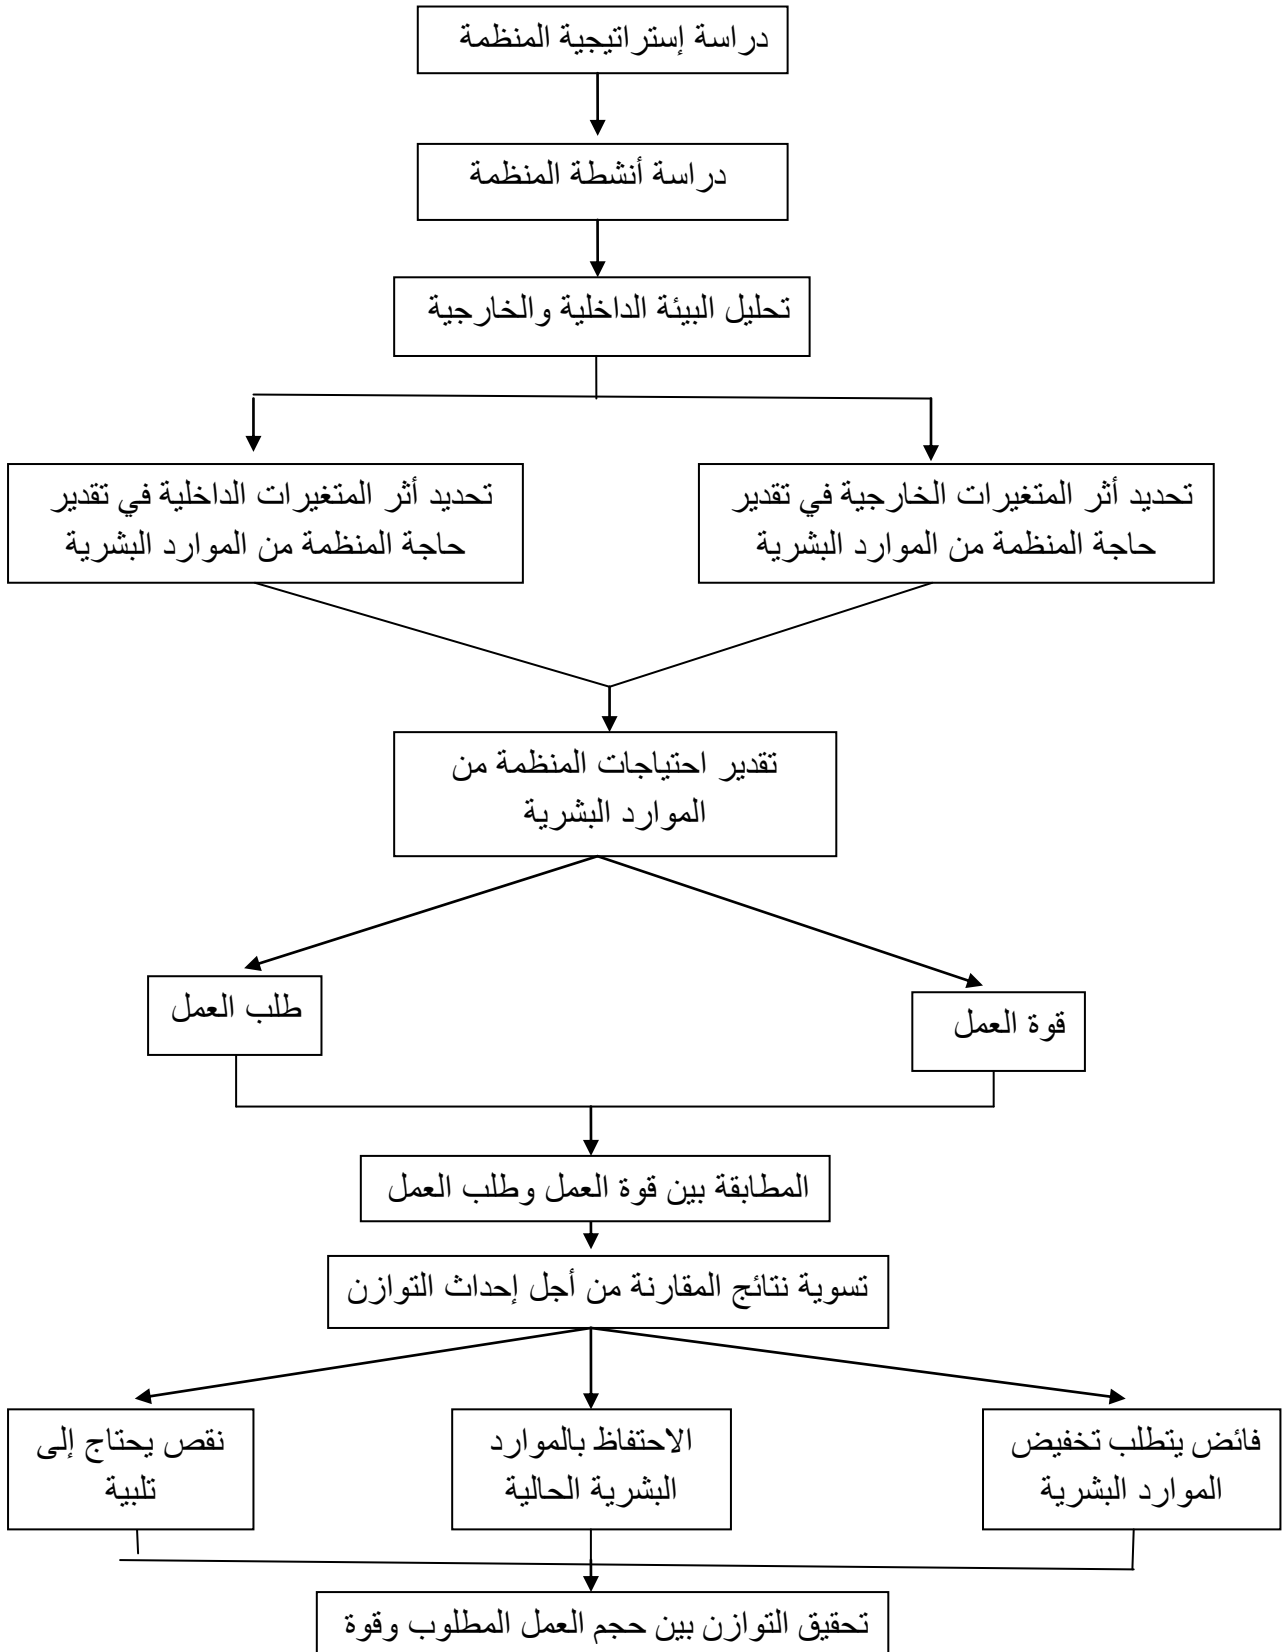 دراسة إستراتيجية المنظمة
دراسة أنشطة المنظمة
تحليل البيئة الداخلية والخارجية
تحديد أثر المتغيرات الخارجية في تقدير
حاجة المنظمة من الموارد البشرية
تحديد أثر المتغيرات الداخلية في تقدير
حاجة المنظمة من الموارد البشرية
تقدير احتياجات المنظمة من
الموارد البشرية
قوة العمل
طلب العمل
المطابقة بين قوة العمل وطلب العمل
تسوية نتائج المقارنة من أجل إحداث التوازن
فائض يتطلب تخفيض
الموارد البشرية
الاحتفاظ بالموارد
البشرية الحالية
نقص يحتاج إلى
تلبية
تحقيق التوازن بين حجم العمل المطلوب وقوة